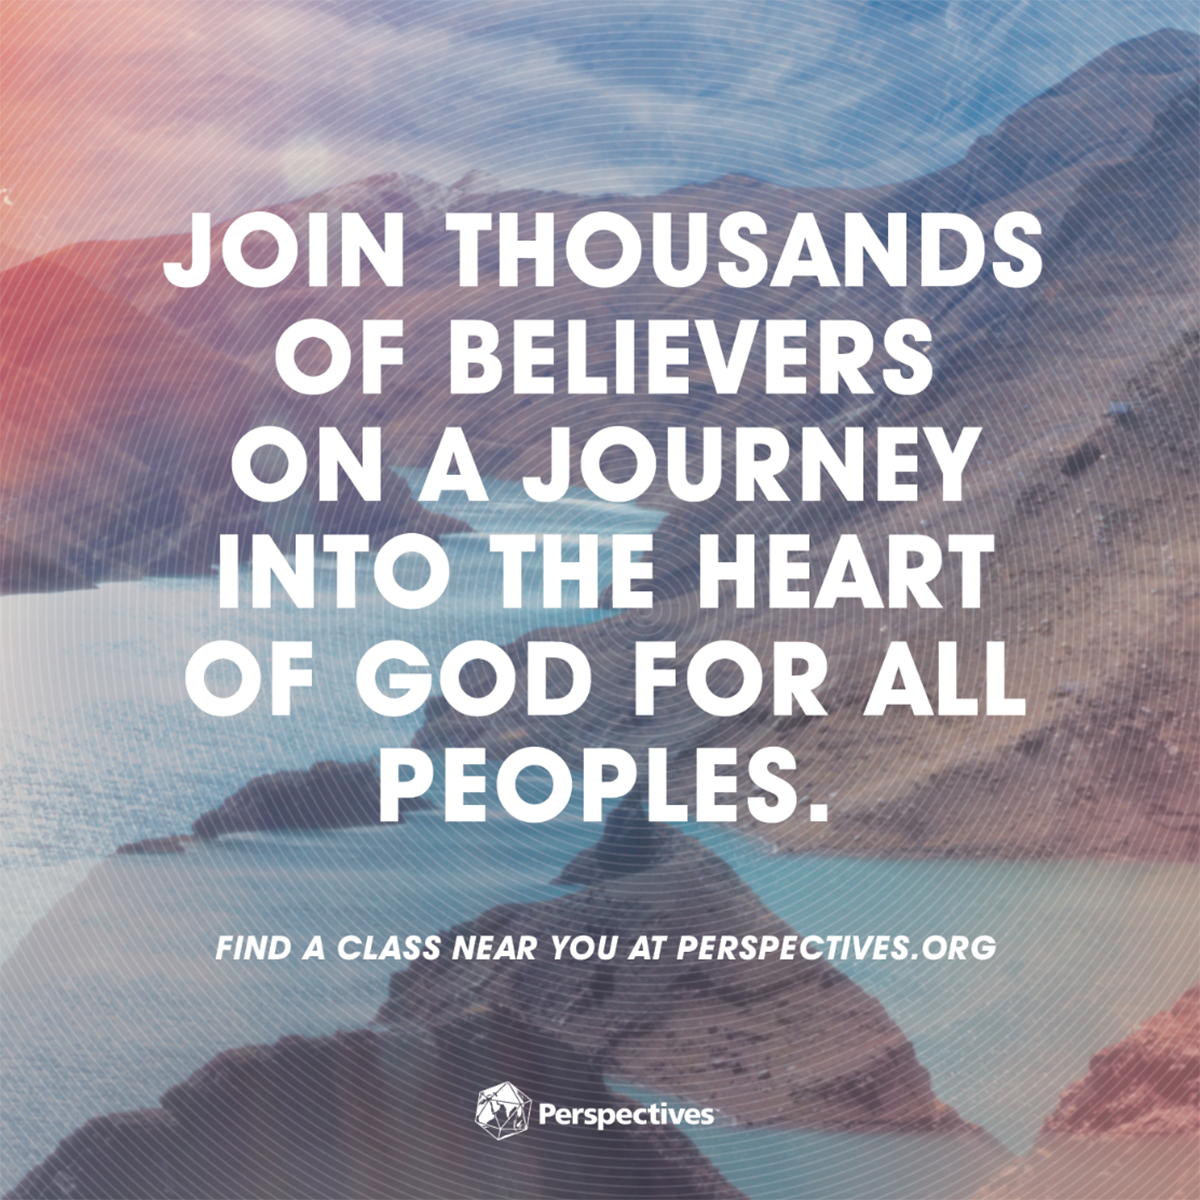 JOIN THOUSANDS
OF BELIEVERS
ON A JOURNEY
INTO THE HEART
OF GOD FOR ALL
PEOPLES.
FIND A CLASS NEAR YOU AT PERSPECTIVES.ORG
Perspectives